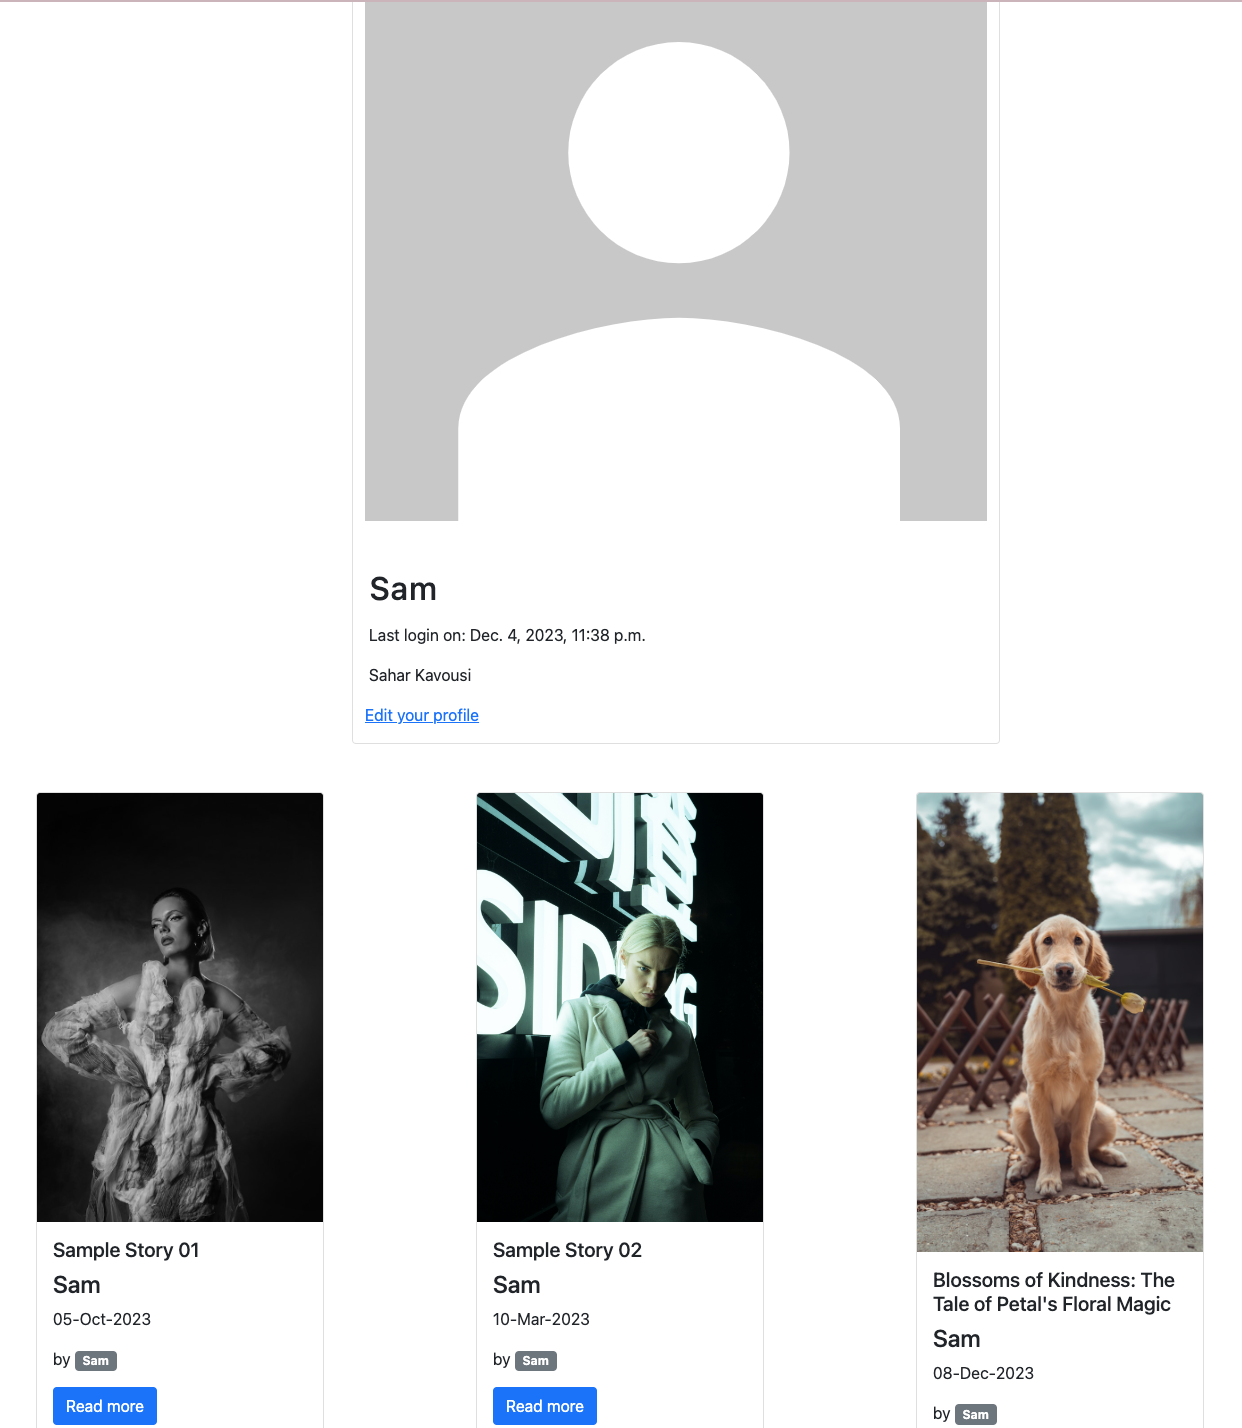 Sam
Last login on: Dec. 4, 2023, 11:38 p.m.
Sahar Kavousi
Edit your profile
SID
Sample Story 01
Sam
05-Oct-2023
by Sam
Read more
Sample Story 02
Sam
10-Mar-2023
by Sam
Read more
Blossoms of Kindness: The
Tale of Petal's Floral Magic
Sam
08-Dec-2023
by Sam